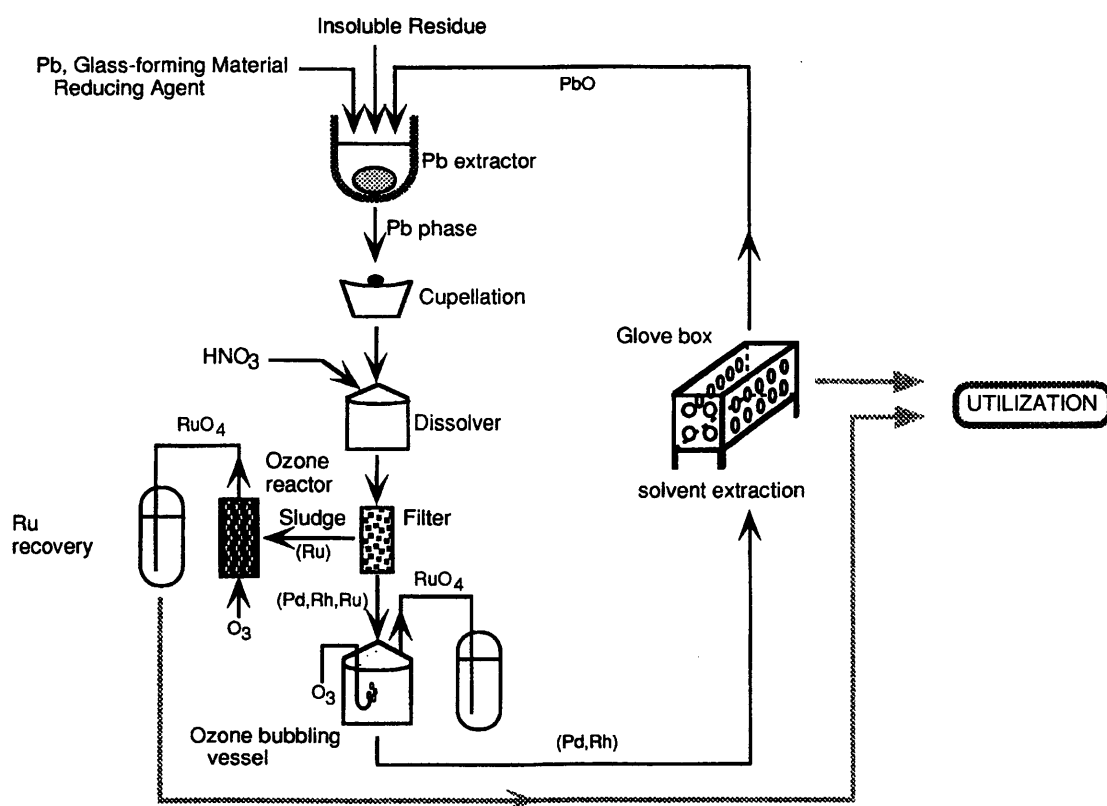 Insoluble Residue
Pb, Glass-forming Material
Reducing Agent
PbO
Pb extractor
Pb phase
Cupellation
Glove box
HNO₃
Dissolver
UTILIZATION
RuO₄
Ozone
reactor
solvent extraction
Sludge
Filter
Ru
recovery
(Ru)
RuO₄
(Pd,Rh,Ru)
O₃
O₃
Ozone bubbling
vessel
(Pd,Rh)